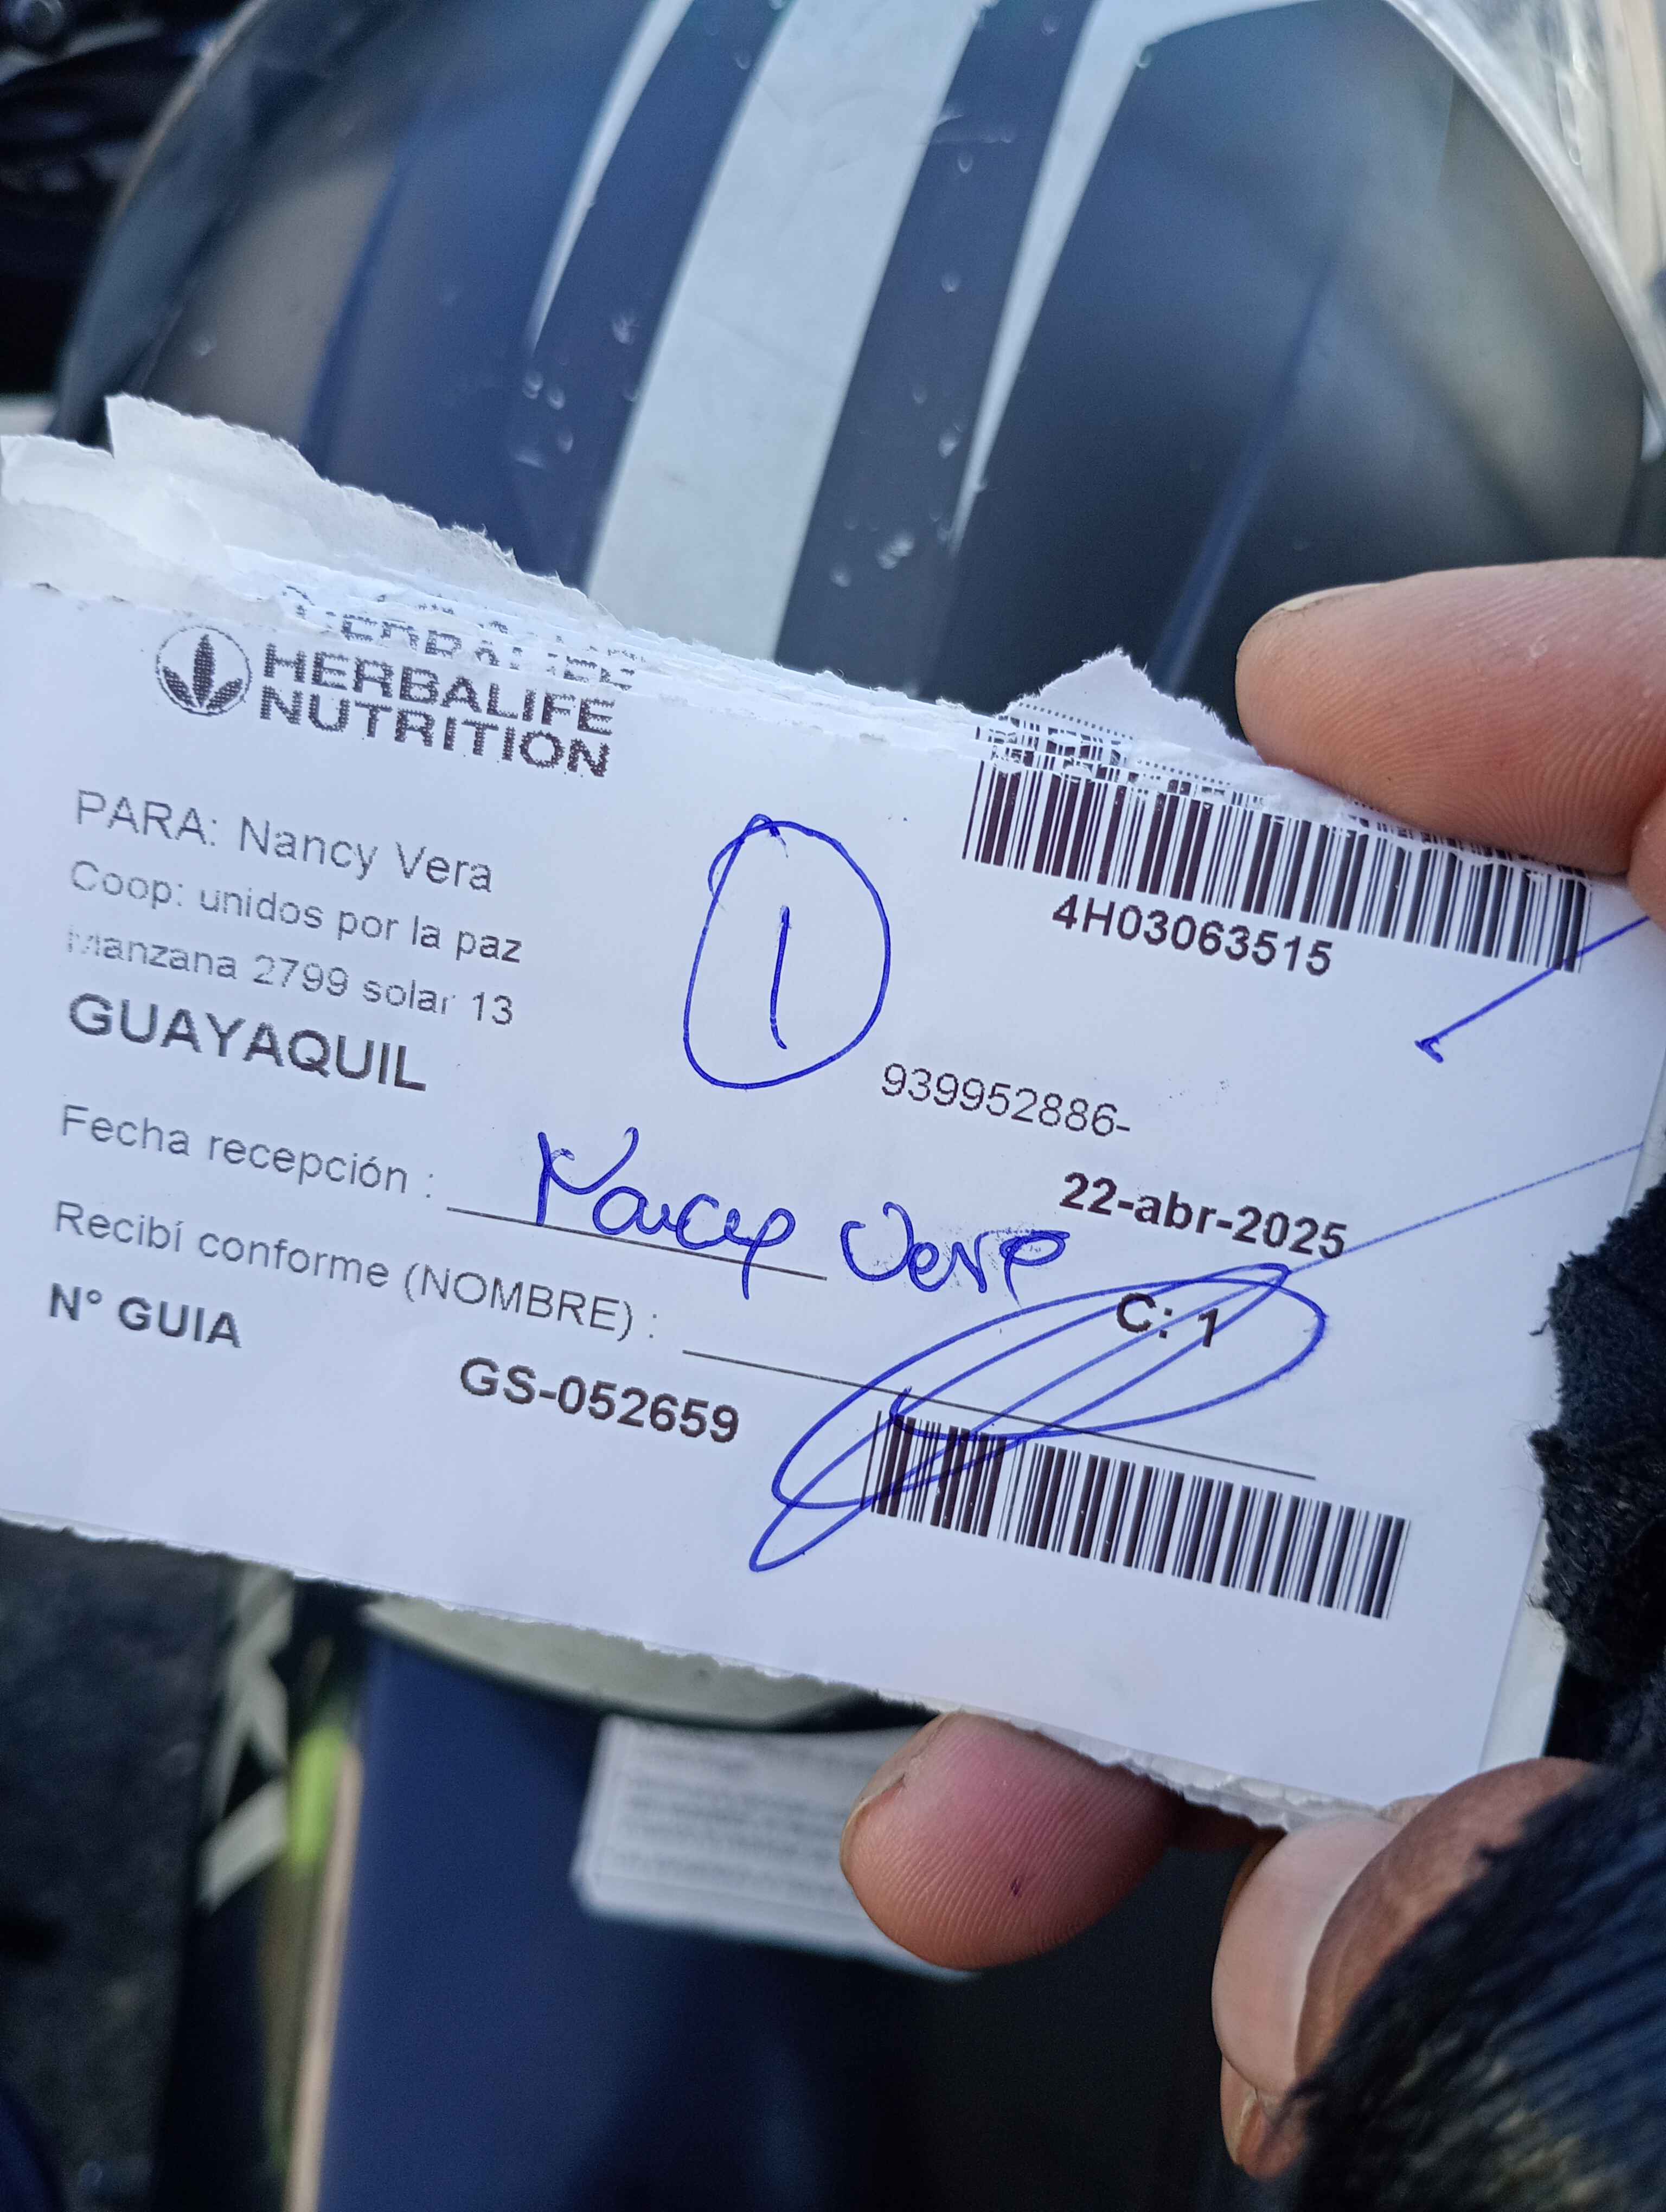 HERBALIFE
NUTRITION
4H03063515
PARA: Nancy Vera
Coop: unidos por la paz
Manzana 2799 solar 13
GUAYAQUIL
1
939952886-
Fecha recepción :
Nancy Vera
22-abr-2025
Recibí conforme (NOMBRE) :
C: 1
N° GUIA
GS-052659